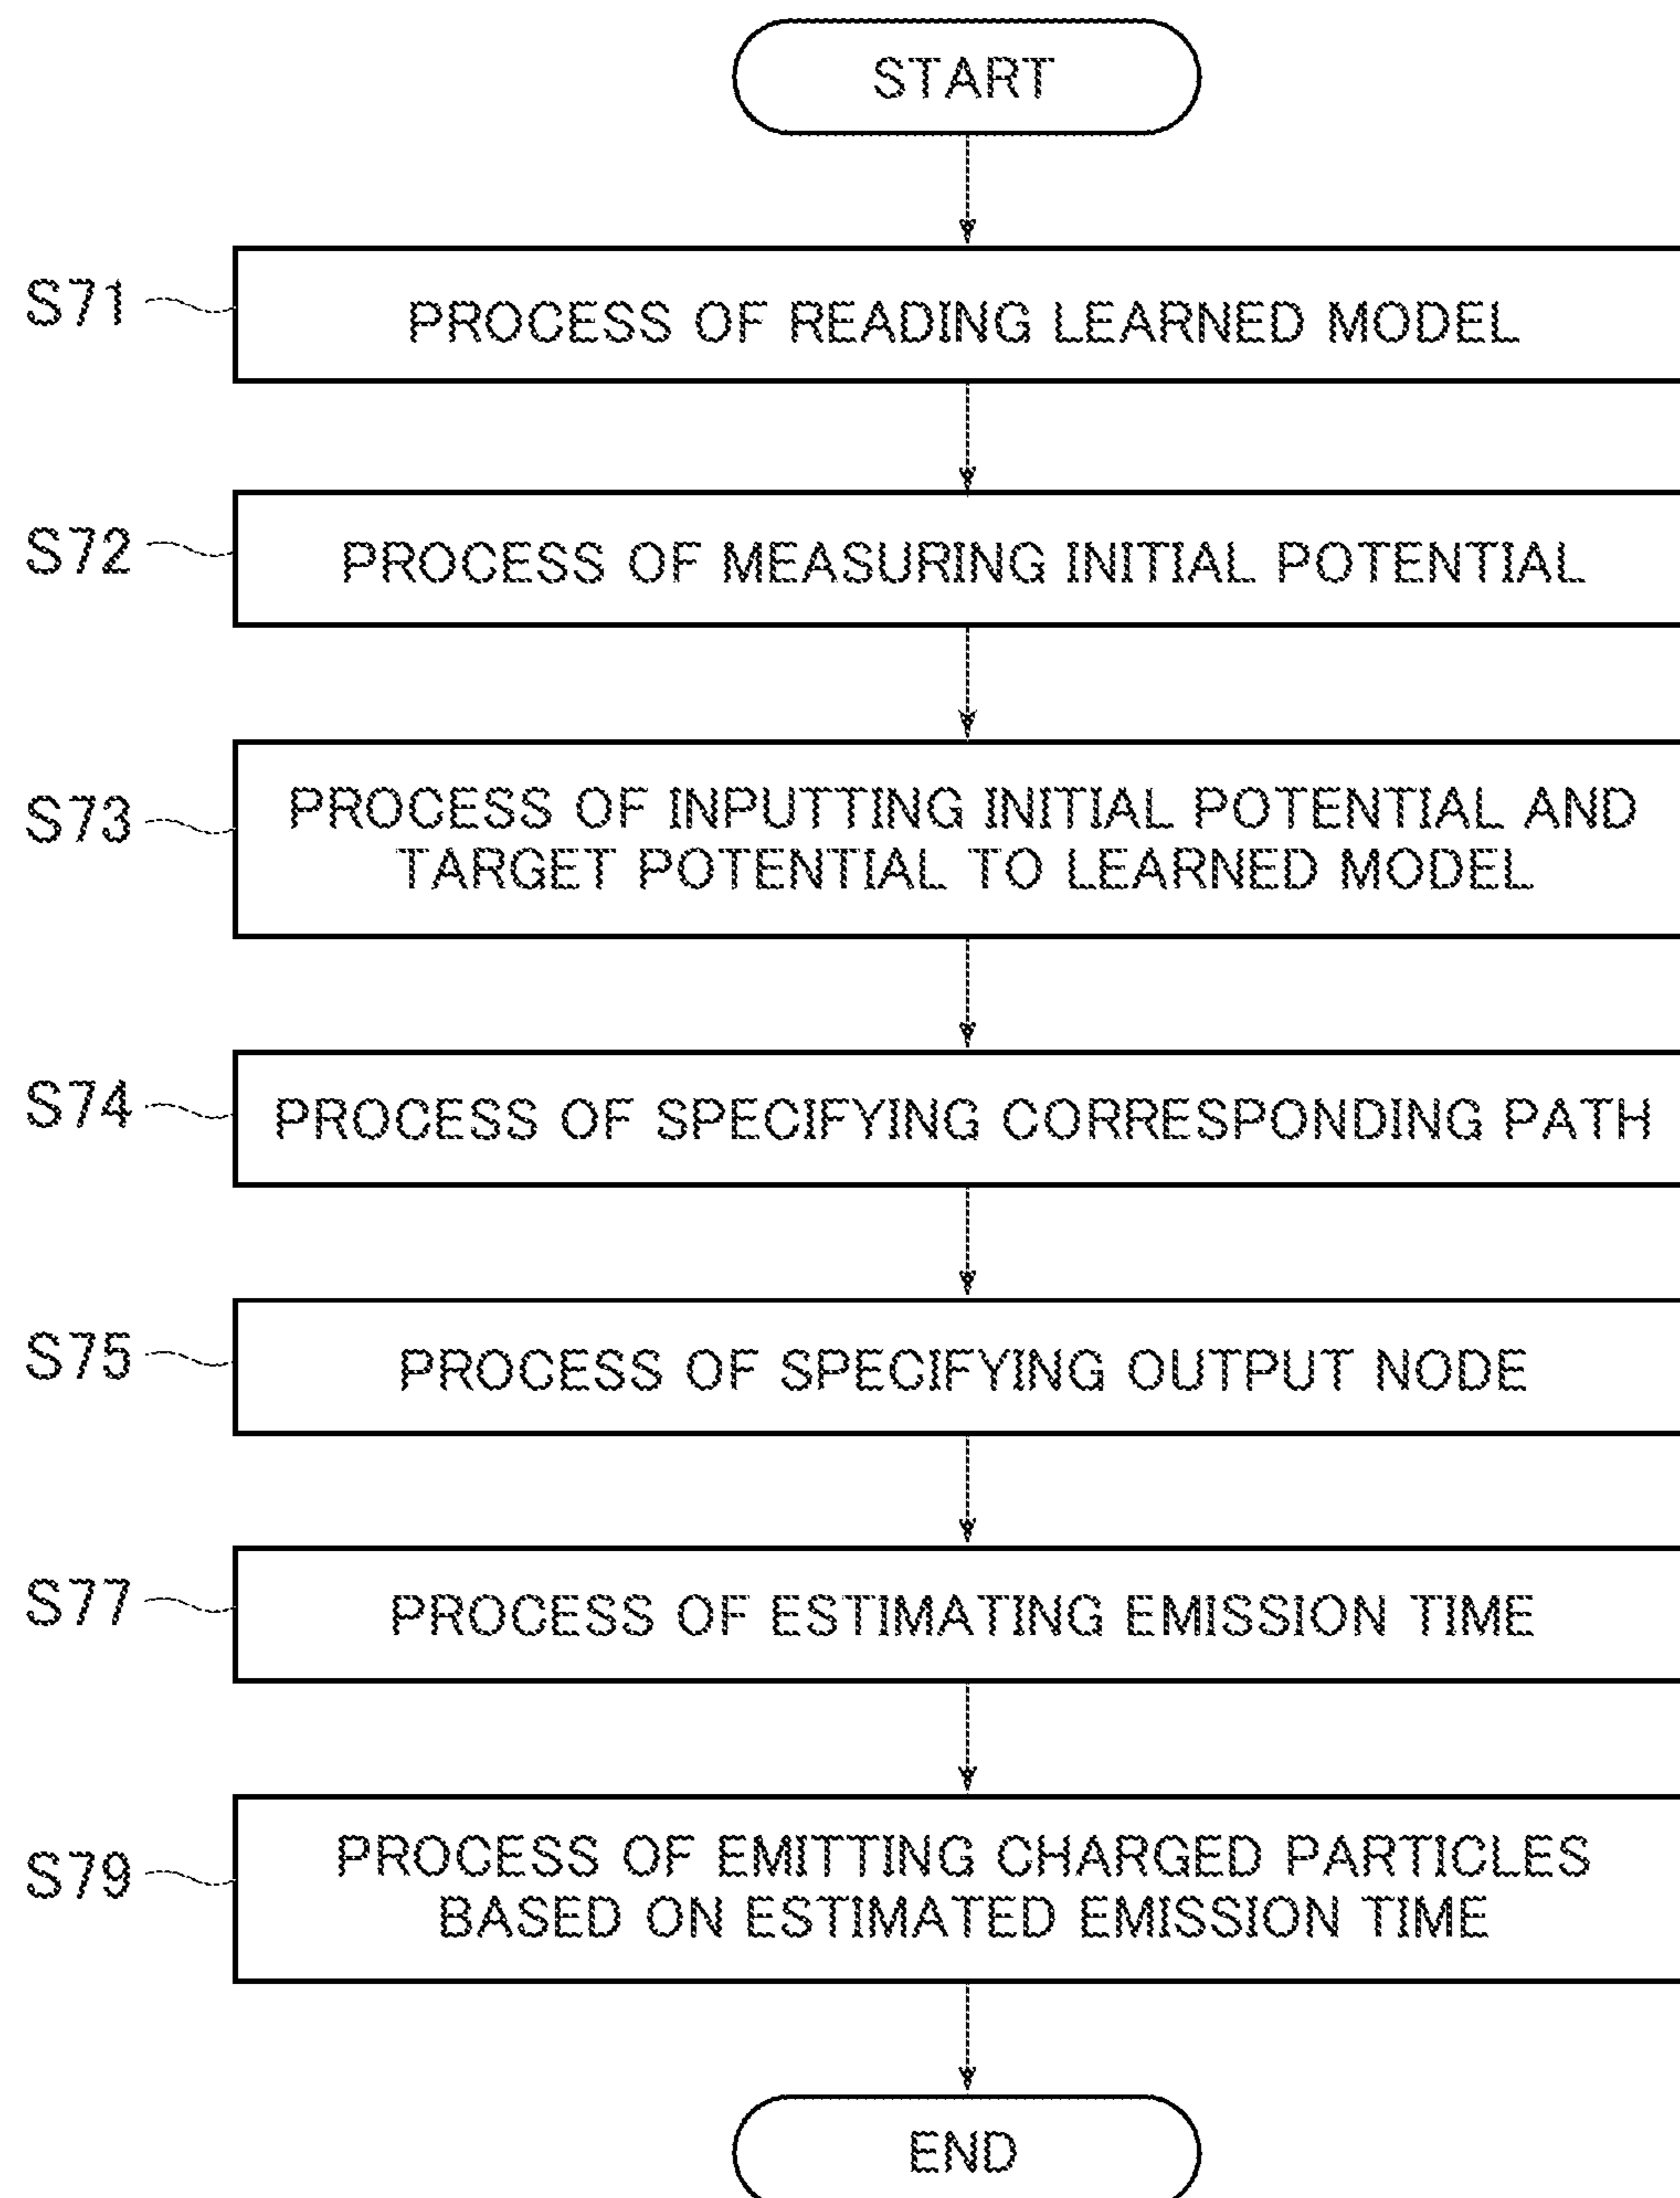 START
S71
PROCESS OF READING LEARNED MODEL
S72
PROCESS OF MEASURING INITIAL POTENTIAL
S73
PROCESS OF INPUTTING INITIAL POTENTIAL AND
TARGET POTENTIAL TO LEARNED MODEL
S74
PROCESS OF SPECIFYING CORRESPONDING PATH
S75
PROCESS OF SPECIFYING OUTPUT NODE
S77
PROCESS OF ESTIMATING EMISSION TIME
S79
PROCESS OF EMITTING CHARGED PARTICLES
BASED ON ESTIMATED EMISSION TIME
END